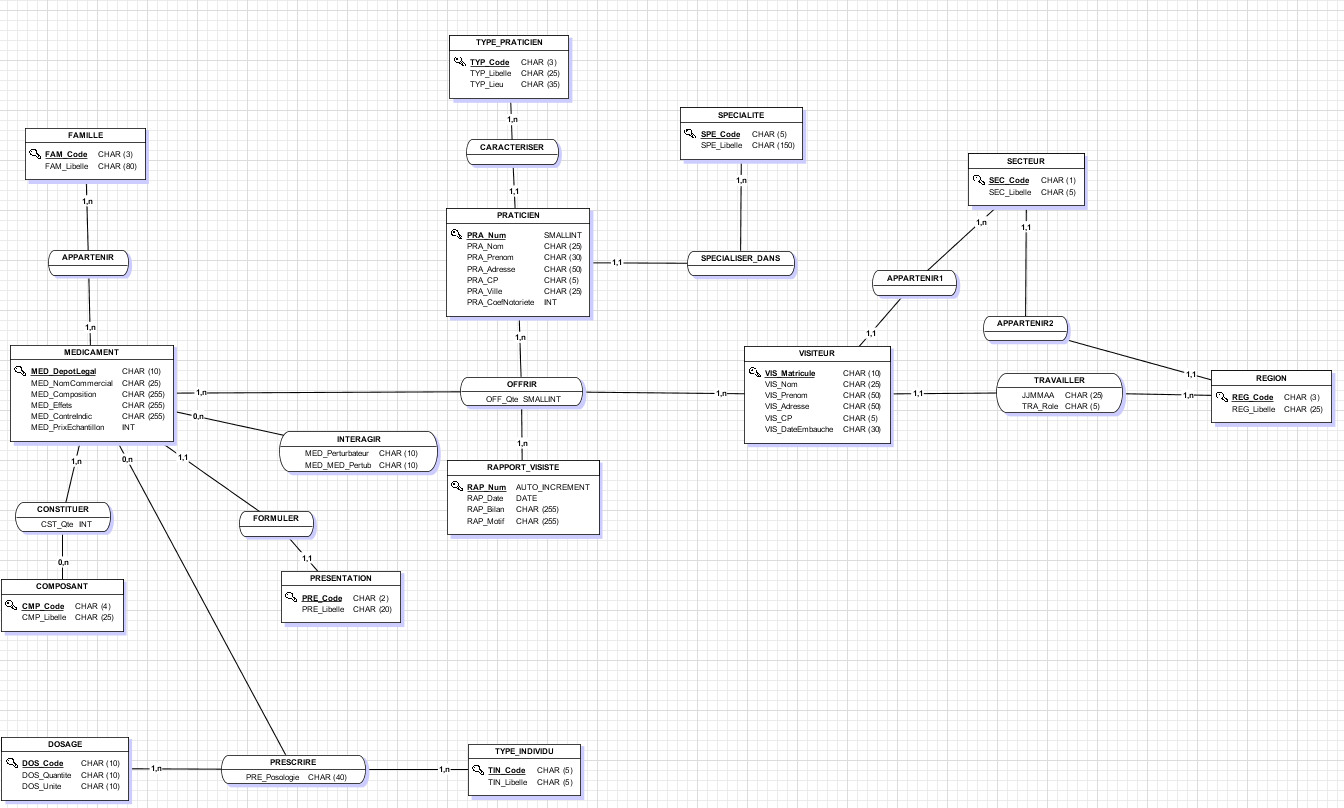 TYPE_PRATICIEN
TYP_Code CHAR (3)
TYP_Libelle CHAR (25)
TYP_Lieu CHAR (35)
1,n
CARACTERISER
1,1
SPECIALITE
SPE_Code CHAR (5)
SPE_Libelle CHAR (150)
1,n
FAMILLE
FAM_Code CHAR (3)
FAM_Libelle CHAR (80)
1,n
APPARTENIR
1,n
SECTEUR
SEC_Code CHAR (1)
SEC_Libelle CHAR (5)
1,n
1,1
PRATICIEN
PRA_Num SMALLINT
PRA_Nom CHAR (25)
PRA_Prenom CHAR (30)
PRA_Adresse CHAR (50)
PRA_CP CHAR (5)
PRA_Ville CHAR (25)
PRA_CoefNotoriete INT
1,1
SPECIALISER_DANS
APPARTENIR1
1,1
APPARTENIR2
1,1
1,n
MEDICAMENT
MED_DepotLegal CHAR (10)
MED_NomCommercial CHAR (25)
MED_Composition CHAR (255)
MED_Effets CHAR (255)
MED_ContreIndic CHAR (255)
MED_PrixEchantillon INT
1,n
OFFRIR
OFF_Qte SMALLINT
1,n
VISITEUR
VIS_Matricule CHAR (10)
VIS_Nom CHAR (25)
VIS_Prenom CHAR (50)
VIS_Adresse CHAR (50)
VIS_CP CHAR (5)
VIS_DateEmbauche CHAR (30)
1,1
TRAVAILLER
JJMMAA CHAR (25)
TRA_Role CHAR (5)
1,n
REGION
REG_Code CHAR (3)
REG_Libelle CHAR (25)
0,n
INTERAGIR
MED_Perturbateur CHAR (10)
MED_MED_Pertub CHAR (10)
1,n
RAPPORT_VISISTE
RAP_Num AUTO_INCREMENT
RAP_Date DATE
RAP_Bilan CHAR (255)
RAP_Motif CHAR (255)
1,n
0,n
1,1
CONSTITUER
CST_Qte INT
0,n
FORMULER
1,1
COMPOSANT
CMP_Code CHAR (4)
CMP_Libelle CHAR (25)
PRESENTATION
PRE_Code CHAR (2)
PRE_Libelle CHAR (20)
DOSAGE
DOS_Code CHAR (10)
DOS_Quantite CHAR (10)
DOS_Unite CHAR (10)
1,n
PRESCRIRE
PRE_Posologie CHAR (40)
1,n
TYPE_INDIVIDU
TIN_Code CHAR (5)
TIN_Libelle CHAR (5)